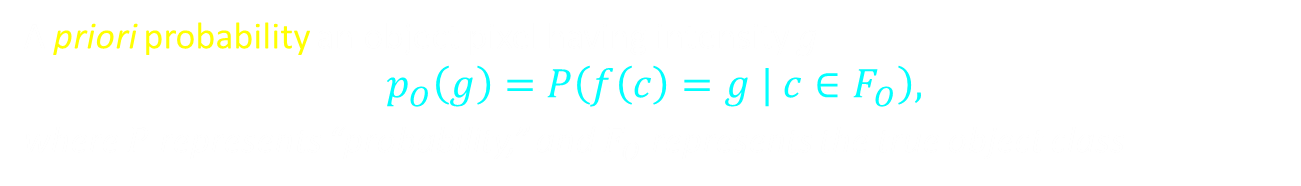 priori probability
p_O(g) = P(f(c) = g | c ∈ F_O),